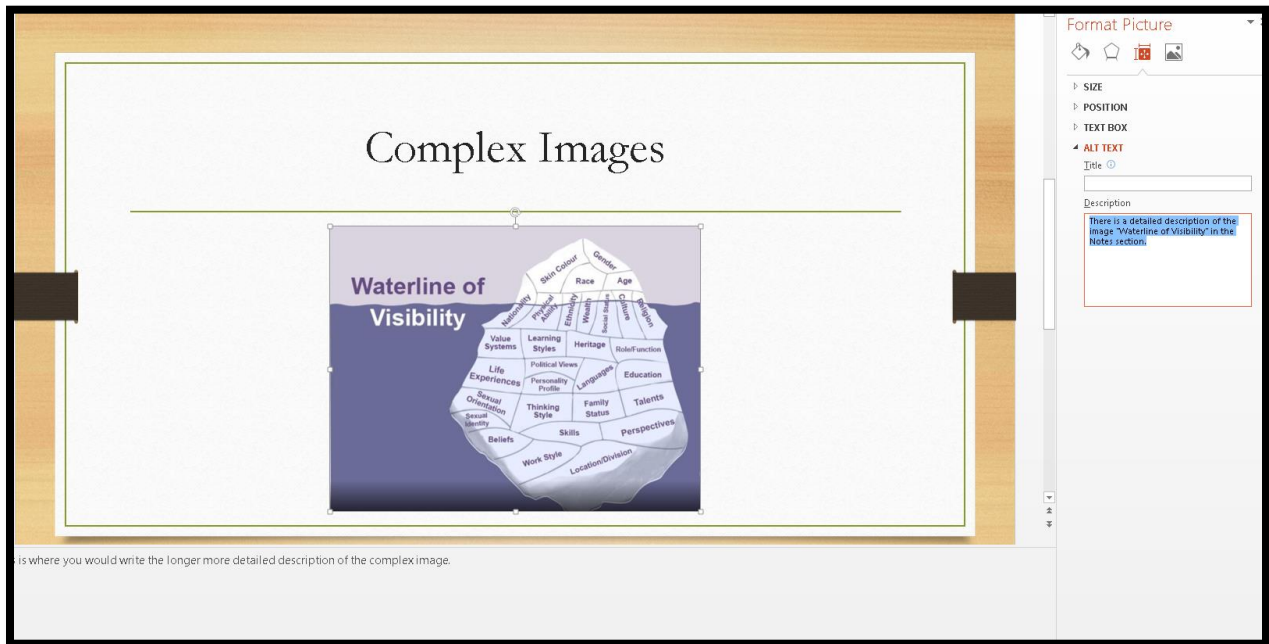 Complex Images
Waterline of
Visibility
Skin Colour
Gender
Race
Age
Nationality
Physical
Ability
Ethnicity
Wealth
Social Status
Culture
Religion
Value
Systems
Learning
Styles
Heritage
Role/Function
Life
Experiences
Political Views
Personality
Profile
Languages
Education
Sexual
Orientation
Sexual
Identity
Thinking
Style
Family
Status
Talents
Beliefs
Skills
Perspectives
Work Style
Location/Division
is where you would write the longer more detailed description of the complex image.
Format Picture
SIZE
POSITION
TEXT BOX
ALT TEXT
Title
Description
There is a detailed description of the
image "Waterline of Visibility" in the
Notes section.